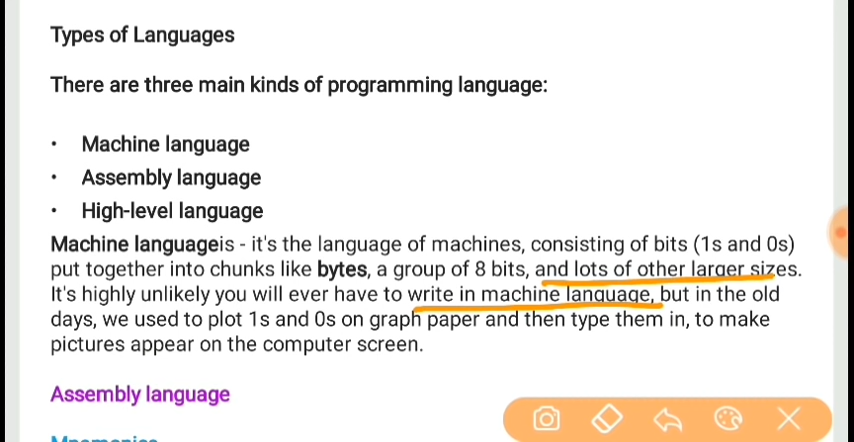 Types of Languages
There are three main kinds of programming language:
• Machine language
• Assembly language
• High-level language
Machine languageis - it's the language of machines, consisting of bits (1s and 0s)
put together into chunks like bytes, a group of 8 bits, and lots of other larger sizes.
It's highly unlikely you will ever have to write in machine language, but in the old
days, we used to plot 1s and 0s on graph paper and then type them in, to make
pictures appear on the computer screen.
Assembly language